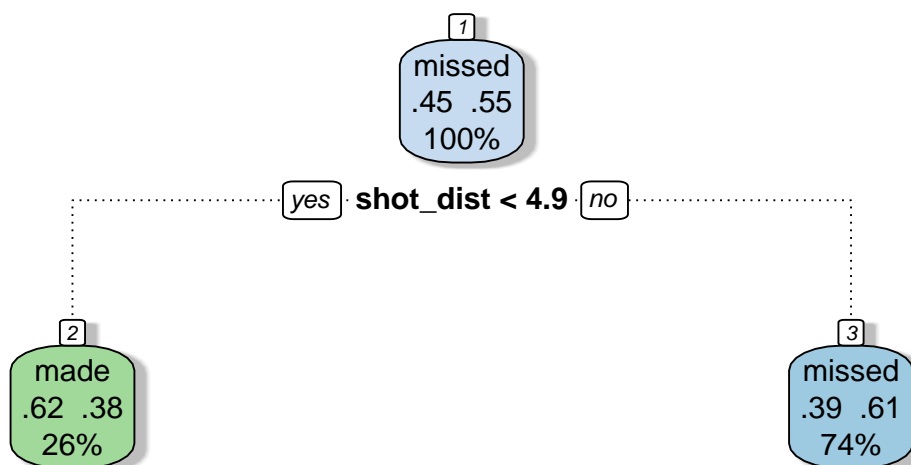 1
missed
.45 .55
100%
yes shot_dist < 4.9 no
2
made
.62 .38
26%
3
missed
.39 .61
74%